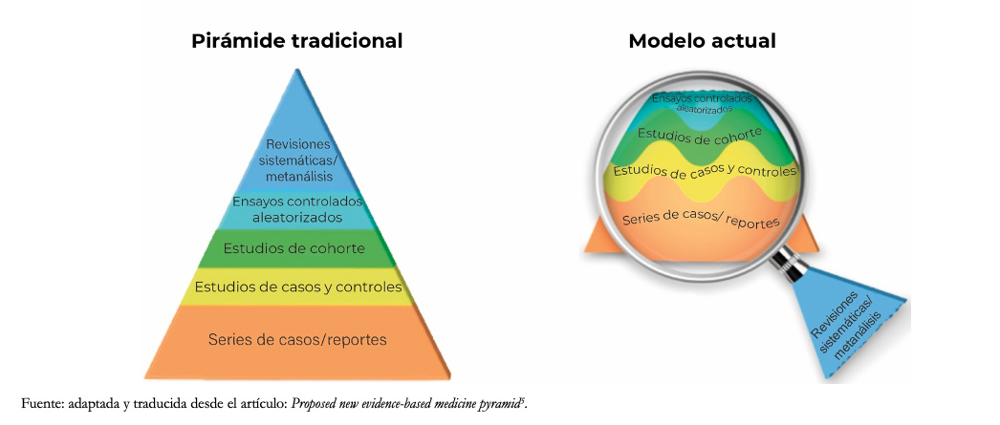 Pirámide tradicional
Revisiones
sistemáticas/
metanálisis
Ensayos controlados
aleatorizados
Estudios de cohorte
Estudios de casos y controles
Series de casos/reportes
Modelo actual
Ensayos controlados
aleatorizados
Estudios de cohorte
Estudios de casos y controles
Series de casos/ reportes
Revisiones
sistemáticas/
metanálisis
Fuente: adaptada y traducida desde el artículo: Proposed new evidence-based medicine pyramid⁵.